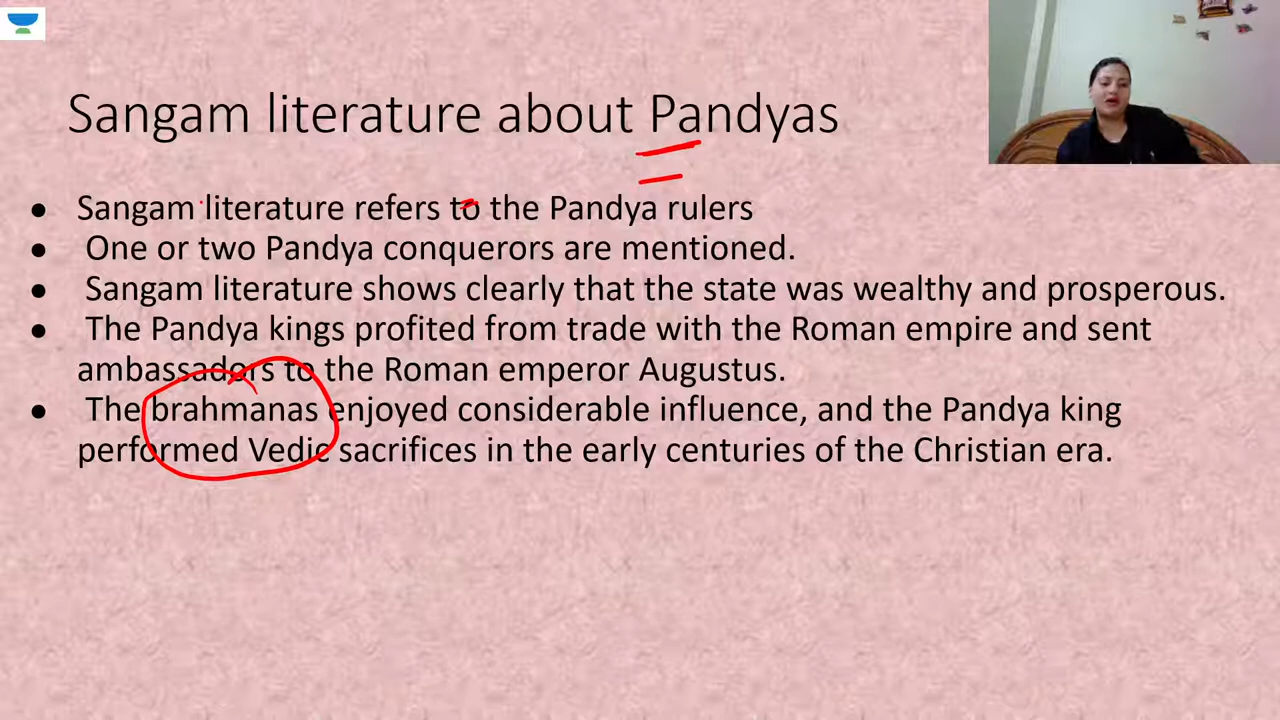 Sangam literature about Pandyas
● Sangam literature refers to the Pandya rulers
● One or two Pandya conquerors are mentioned.
● Sangam literature shows clearly that the state was wealthy and prosperous.
● The Pandya kings profited from trade with the Roman empire and sent
ambassadors to the Roman emperor Augustus.
● The brahmanas enjoyed considerable influence, and the Pandya king
performed Vedic sacrifices in the early centuries of the Christian era.